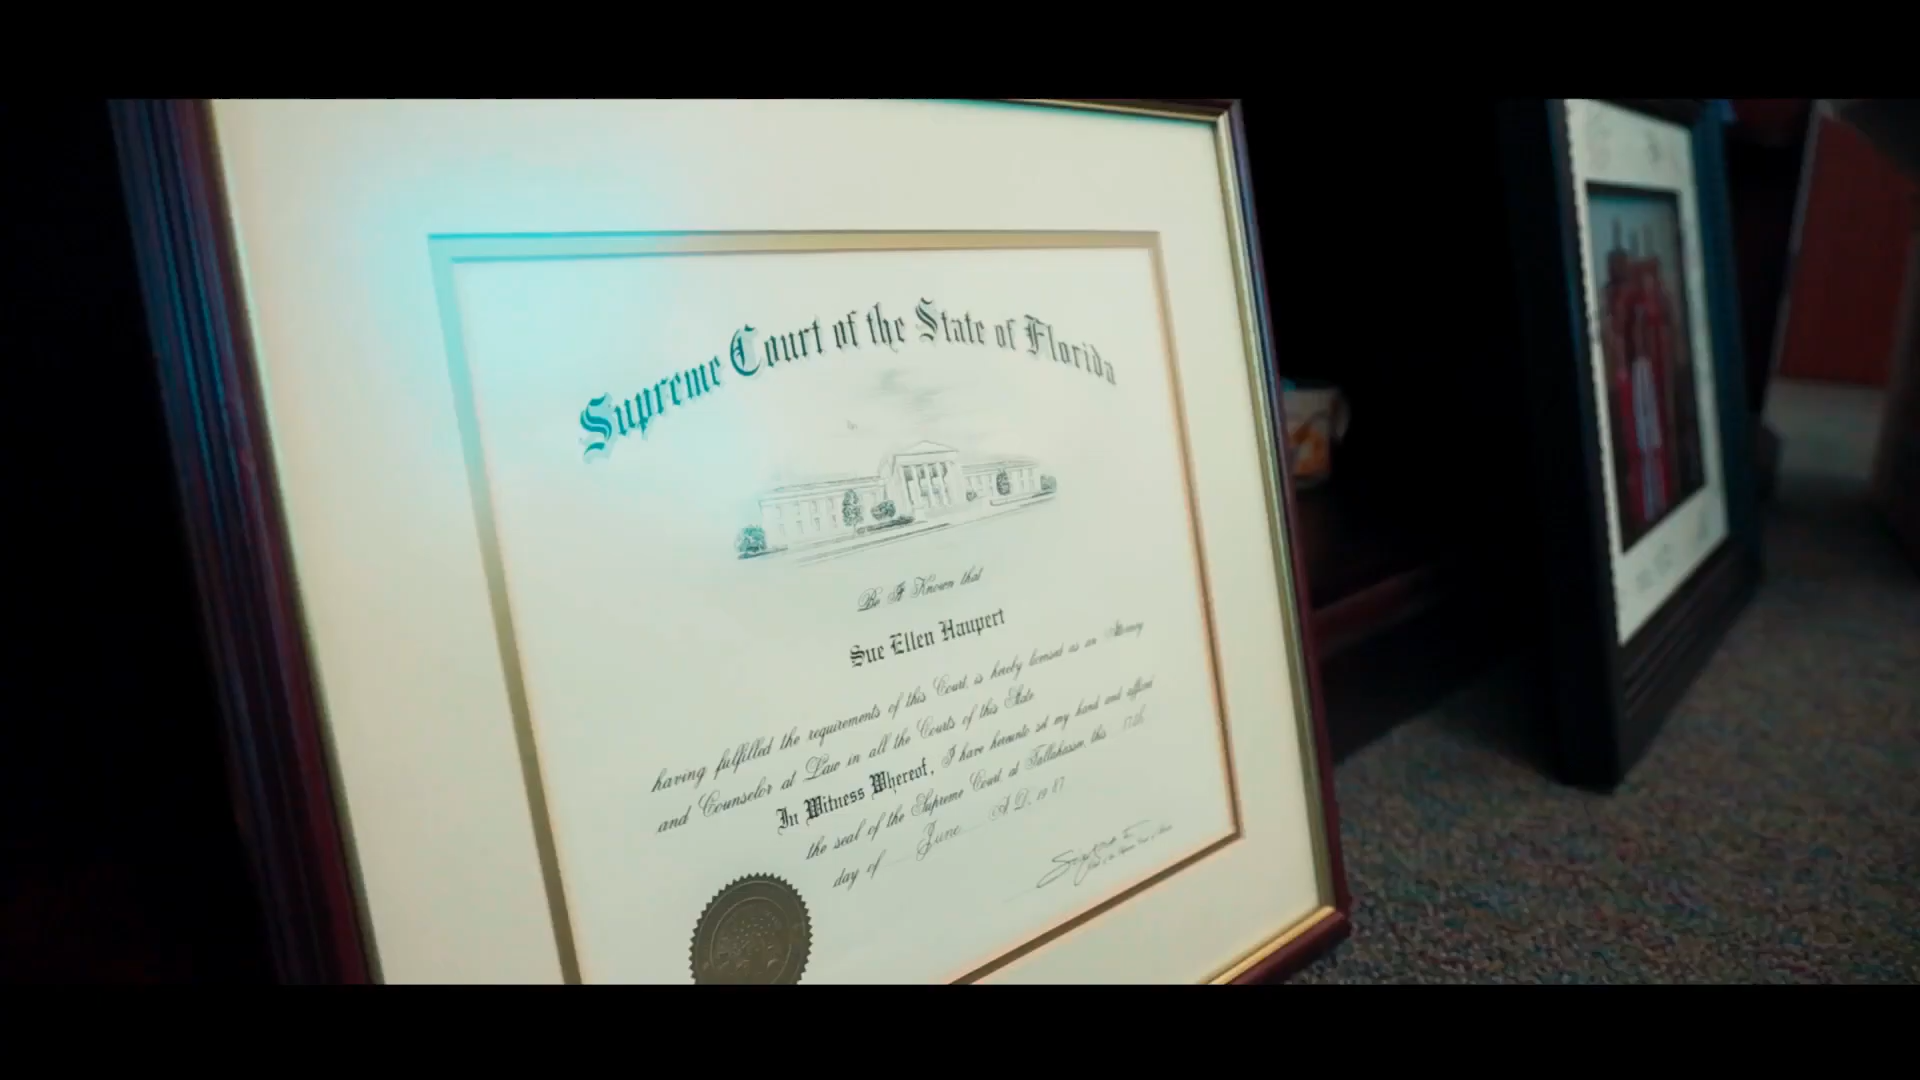 Supreme Court of the State of Florida
Be It Known that
Sue Ellen Haupert
having fulfilled the requirements of this Court, is hereby licensed as an Attorney
and Counselor at Law in all the Courts of this State
In Witness Whereof, I have hereunto set my hand and affixed
the seal of the Supreme Court at Tallahassee, this 17th
day of June A.D. 1987